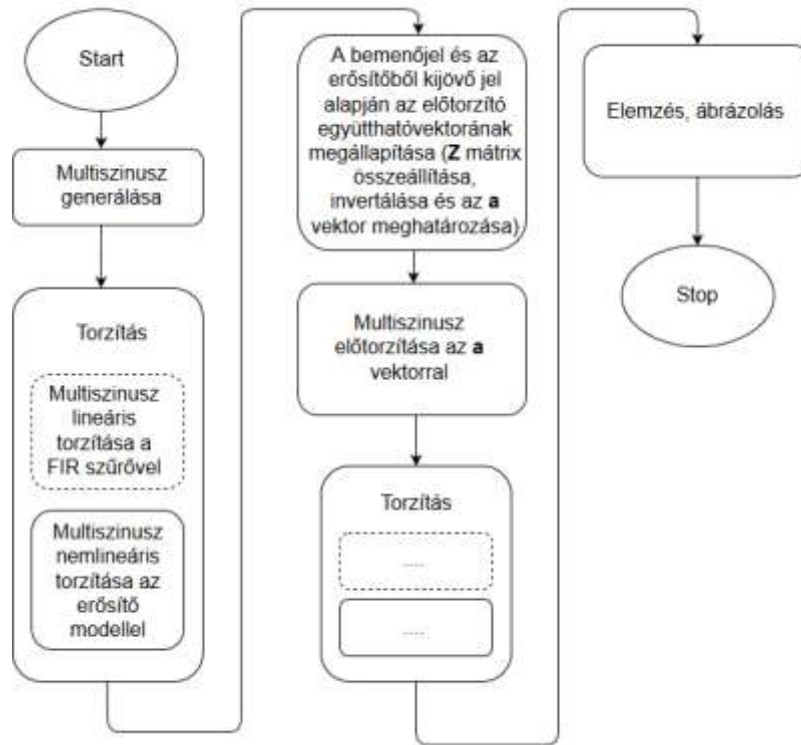 Start
Multiszinusz
generálása
Torzítás
Multiszinusz
lineáris
torzítása a
FIR szűrővel
Multiszinusz
nemlineáris
torzítása az
erősítő
modellel
A bemenőjel és az
erősítőből kijövő jel
alapján az előtorzító
együtthatóvektorának
megállapítása (Z mátrix
összeállítása,
invertálása és az a
vektor meghatározása)
Multiszinusz
előtorzítása az a
vektorral
Torzítás
....
....
Elemzés, ábrázolás
Stop